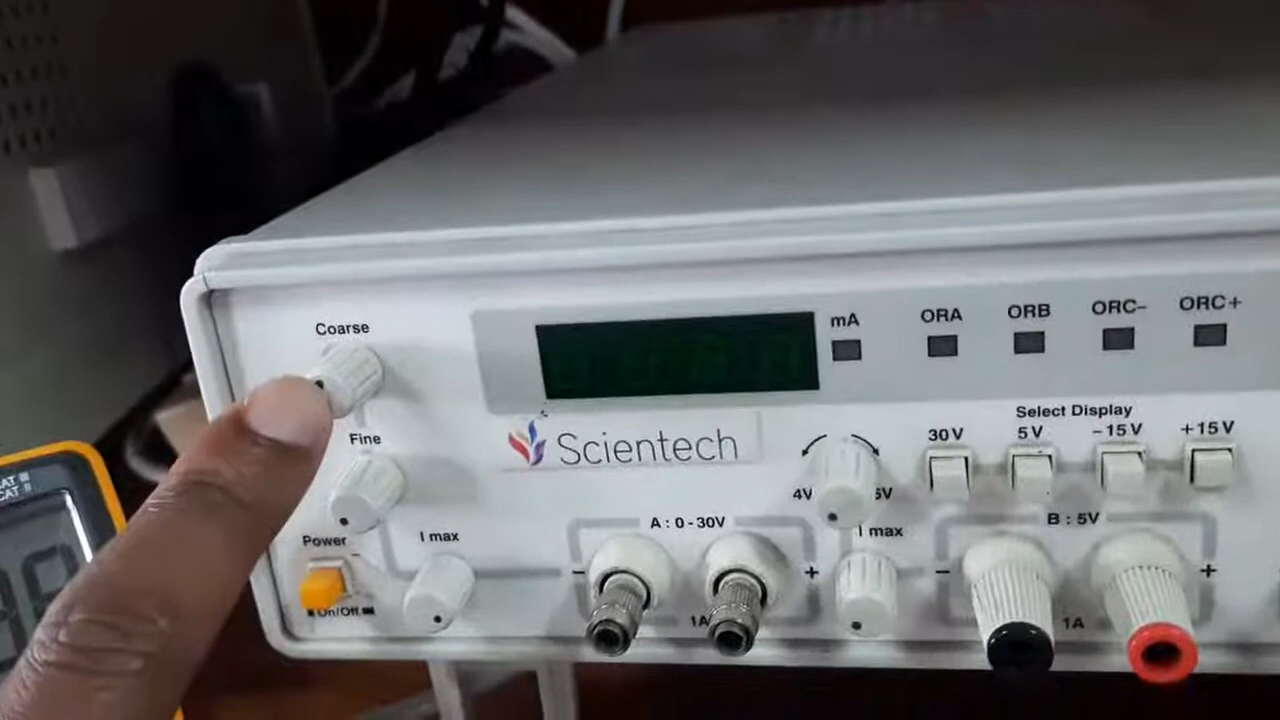 Coarse
mA
ORA
ORB
ORC-
ORC+
Scientech
Select Display
30V
5V
-15V
+15V
Fine
4V
6V
Power
I max
A : 0 - 30V
I max
B : 5V
-
+
-
+
On/Off
1A
1A